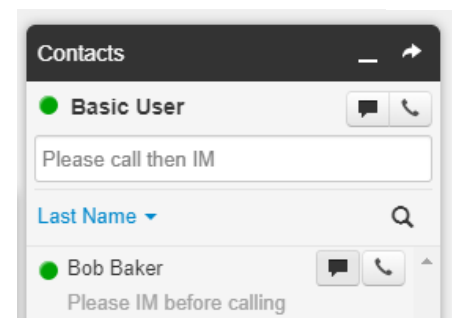 Contacts
Basic User
Please call then IM
Last Name
Bob Baker
Please IM before calling